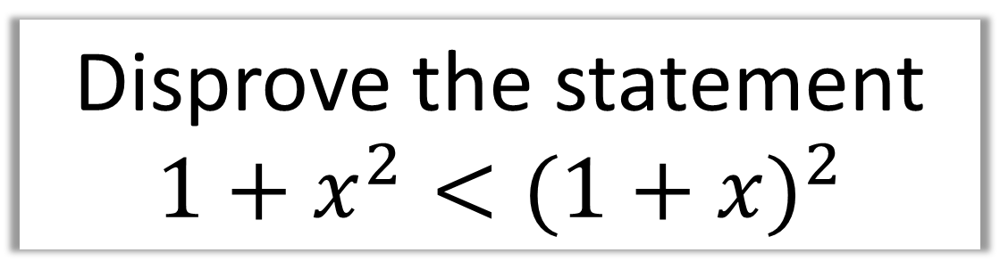 Disprove the statement
1 + x² < (1 + x)²